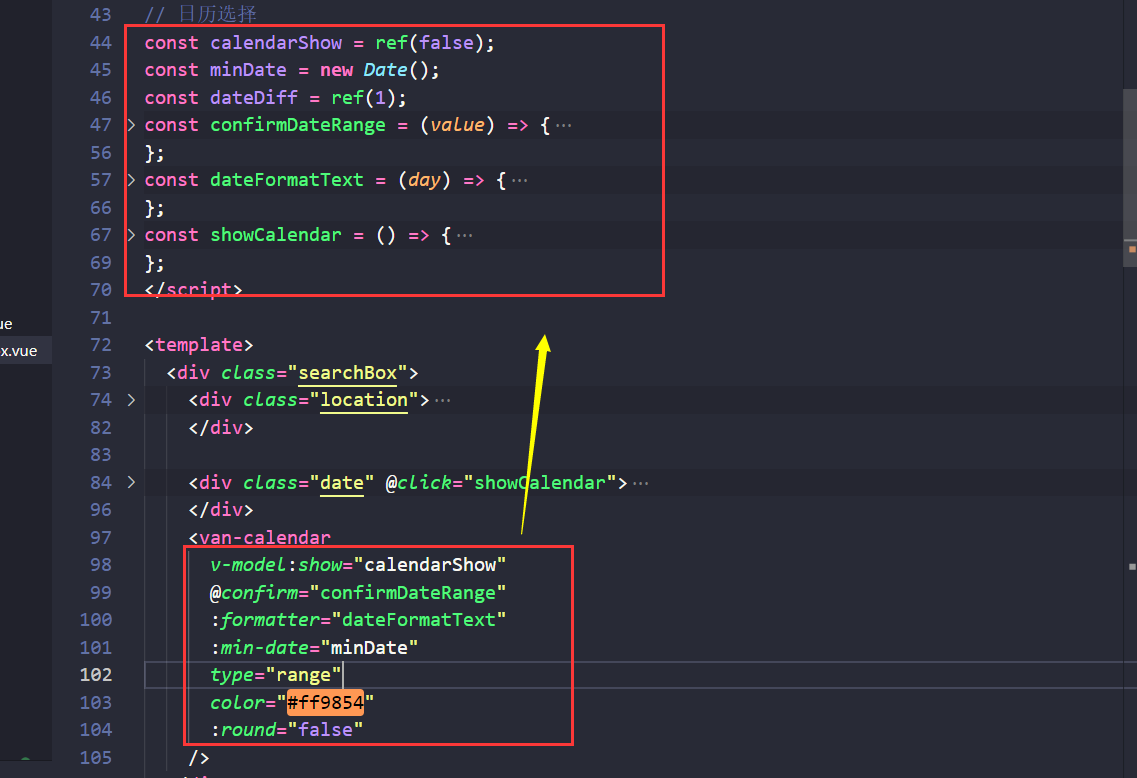 43 // 日历选择
44 const calendarShow = ref(false);
45 const minDate = new Date();
46 const dateDiff = ref(1);
47 > const confirmDateRange = (value) => { ···
56 };
57 > const dateFormatText = (day) => { ···
66 };
67 > const showCalendar = () => { ···
69 };
70 </script>
71
72 <template>
ue
73 <div class="searchBox">
x.vue
74 > <div class="location"> ···
82 </div>
83
84 > <div class="date" @click="showCalendar"> ···
96 </div>
97 <van-calendar
98 v-model:show="calendarShow"
99 @confirm="confirmDateRange"
100 :formatter="dateFormatText"
101 :min-date="minDate"
102 type="range"
103 color="#ff9854"
104 :round="false"
105 />